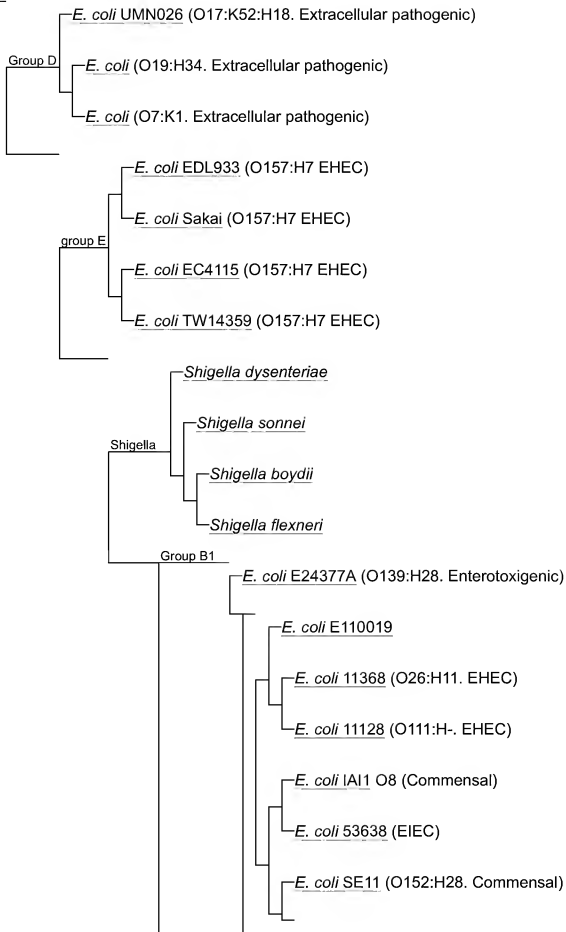 E. coli UMN026 (O17:K52:H18. Extracellular pathogenic)
Group D
E. coli (O19:H34. Extracellular pathogenic)
E. coli (O7:K1. Extracellular pathogenic)
E. coli EDL933 (O157:H7 EHEC)
E. coli Sakai (O157:H7 EHEC)
group E
E. coli EC4115 (O157:H7 EHEC)
E. coli TW14359 (O157:H7 EHEC)
Shigella dysenteriae
Shigella sonnei
Shigella
Shigella boydii
Shigella flexneri
Group B1
E. coli E24377A (O139:H28. Enterotoxigenic)
E. coli E110019
E. coli 11368 (O26:H11. EHEC)
E. coli 11128 (O111:H-. EHEC)
E. coli IAI1 O8 (Commensal)
E. coli 53638 (EIEC)
E. coli SE11 (O152:H28. Commensal)